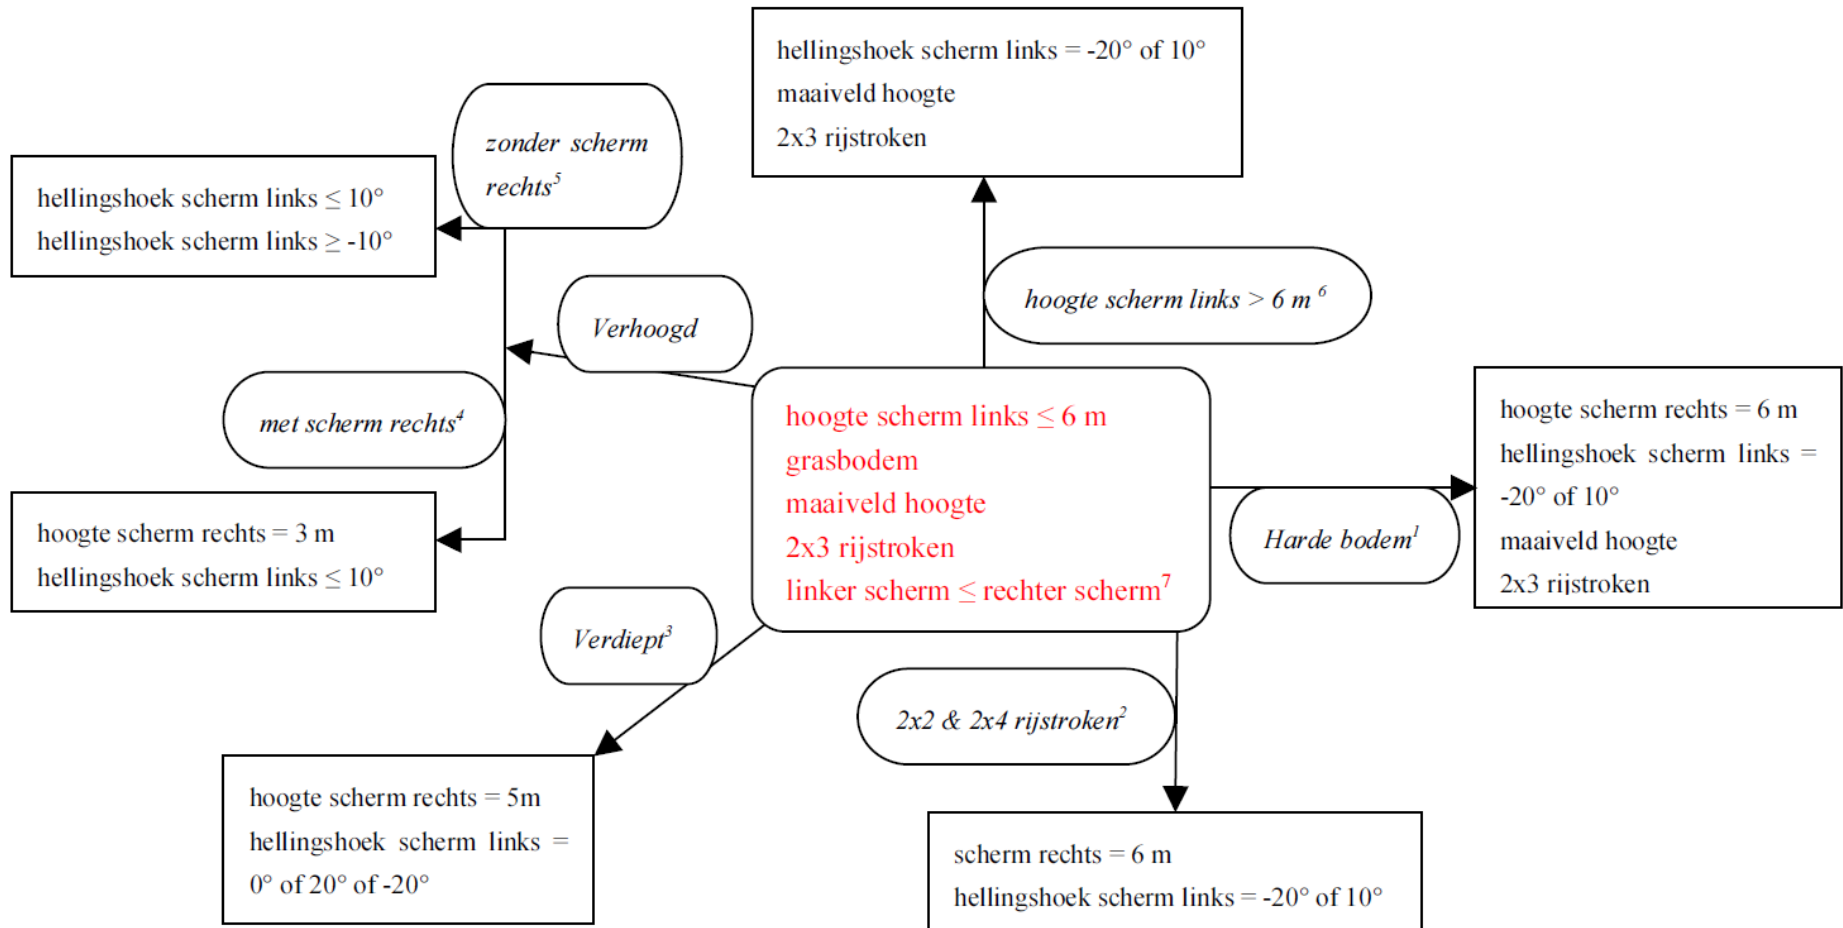 hellingshoek scherm links = -20° of 10°
maaiveld hoogte
2x3 rijstroken
zonder scherm
rechts5
hellingshoek scherm links ≤ 10°
hellingshoek scherm links ≥ -10°
hoogte scherm links > 6 m 6
Verhoogd
met scherm rechts4
hoogte scherm links ≤ 6 m
grasbodem
maaiveld hoogte
2x3 rijstroken
linker scherm ≤ rechter scherm7
hoogte scherm rechts = 6 m
hellingshoek scherm links =
-20° of 10°
maaiveld hoogte
2x3 rijstroken
Harde bodem1
hoogte scherm rechts = 3 m
hellingshoek scherm links ≤ 10°
Verdiept3
2x2 & 2x4 rijstroken2
hoogte scherm rechts = 5m
hellingshoek scherm links =
0° of 20° of -20°
scherm rechts = 6 m
hellingshoek scherm links = -20° of 10°